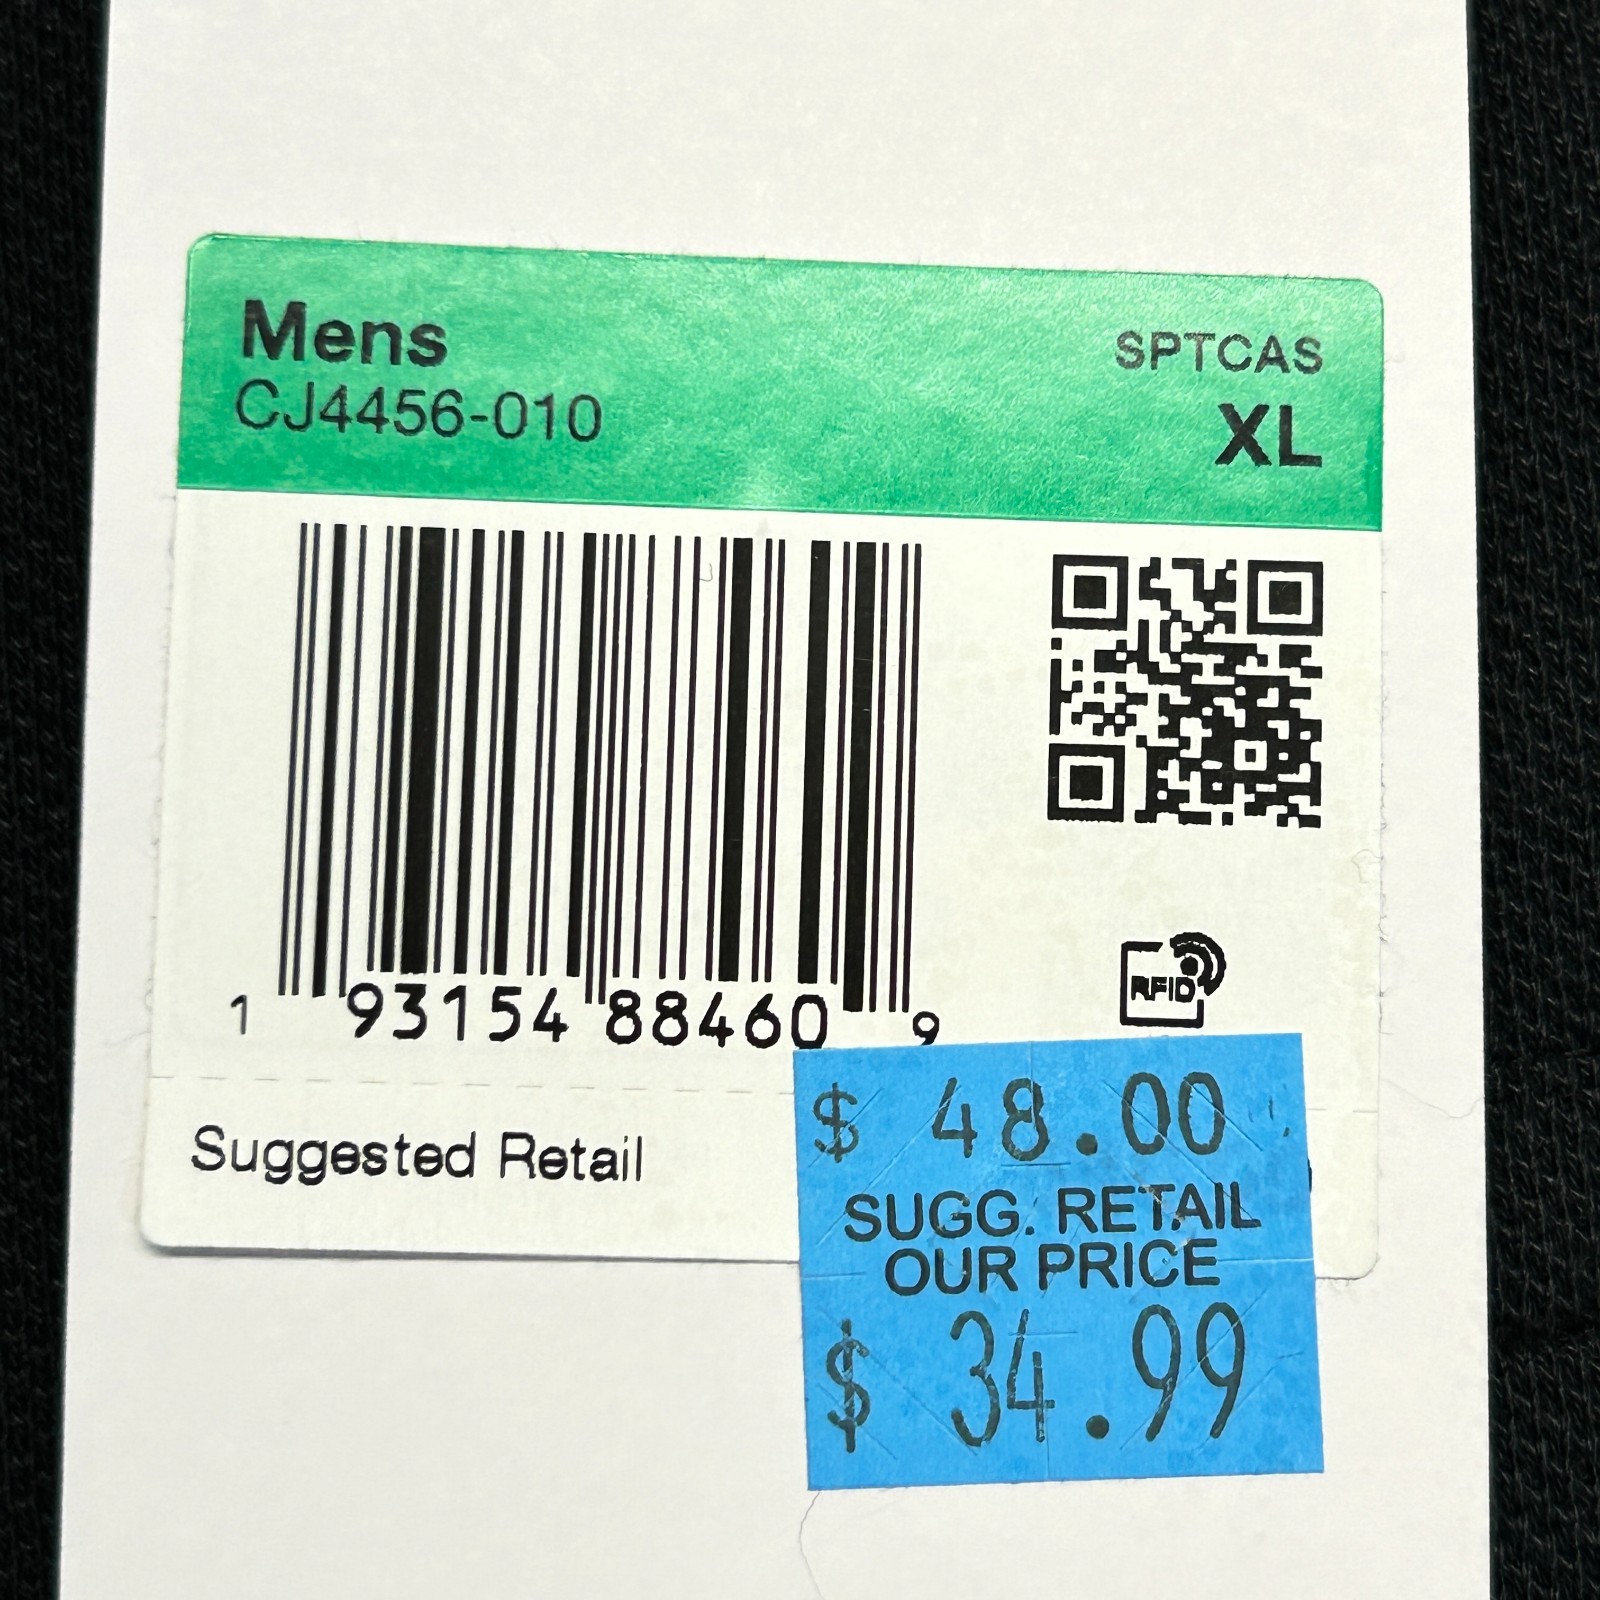 Mens
CJ4456-010
SPTCAS
XL
1 93154 88460 9
RFID
Suggested Retail
$ 48.00
SUGG. RETAIL
OUR PRICE
$ 34.99